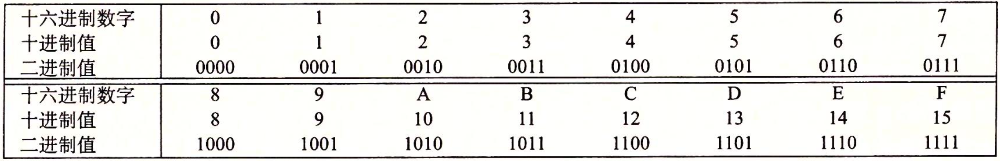 十六进制数字 0 1 2 3 4 5 6 7
十进制值 0 1 2 3 4 5 6 7
二进制值 0000 0001 0010 0011 0100 0101 0110 0111
十六进制数字 8 9 A B C D E F
十进制值 8 9 10 11 12 13 14 15
二进制值 1000 1001 1010 1011 1100 1101 1110 1111